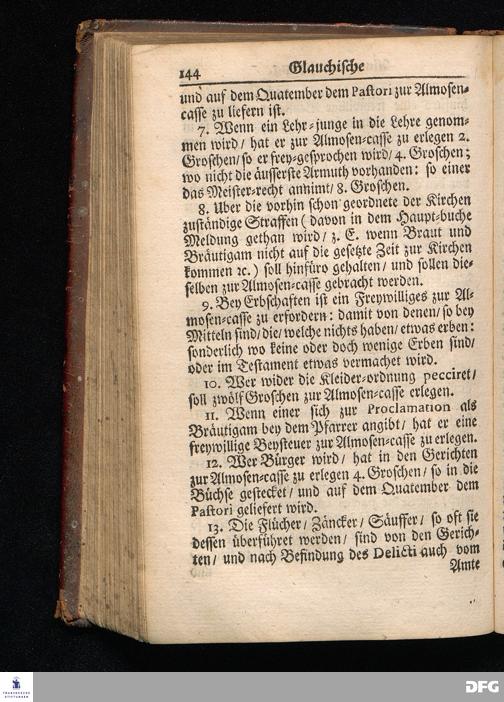 144 Glauchische
und auf dem Quatember dem Pastori zur Almosen-
casse zu liefern ist.
7. Wenn ein Lehr-junge in die Lehre genom-
men wird/ hat er zur Almosen-casse zu erlegen 2.
Groschen/ so er frey-gesprochen wird/ 4. Groschen;
wo nicht die äusserste Armuth vorhanden: so einer
das Meister-recht annimt/ 8. Groschen.
8. Uber die vorhin schon geordnete der Kirchen
zuständige Straffen (davon in dem Haupt-buche
Meldung gethan wird/ z. E. wenn Braut und
Bräutigam nicht auf die gesetzte Zeit zur Kirchen
kommen ꝛc.) soll hinfüro gehalten/ und sollen die-
selben zur Almosen-casse gebracht werden.
9. Bey Erbschaften ist ein Freywilliges zur Al-
mosen-casse zu erfordern: damit von denen/ so bey
Mitteln sind/ die/ welche nichts haben/ etwas erben:
sonderlich wo keine oder doch wenige Erben sind/
oder im Testament etwas vermachet wird.
10. Wer wider die Kleider-ordnung pecciret/
soll zwölf Groschen zur Almosen-casse erlegen.
11. Wenn einer sich zur Proclamation als
Bräutigam bey dem Pfarrer angibt/ hat er eine
freywillige Beysteuer zur Almosen-casse zu erlegen.
12. Wer Bürger wird/ hat in den Gerichten
zur Almosen-casse zu erlegen 4. Groschen/ so in die
Büchse gestecket/ und auf dem Quatember dem
Pastori geliefert wird.
13. Die Flücher/ Zäncker/ Säuffer/ so oft sie
dessen überführet werden/ sind von den Gerich-
ten/ und nach Befindung des Delicti auch vom
Amte
FRANCKESCHE
STIFTUNGEN
DFG